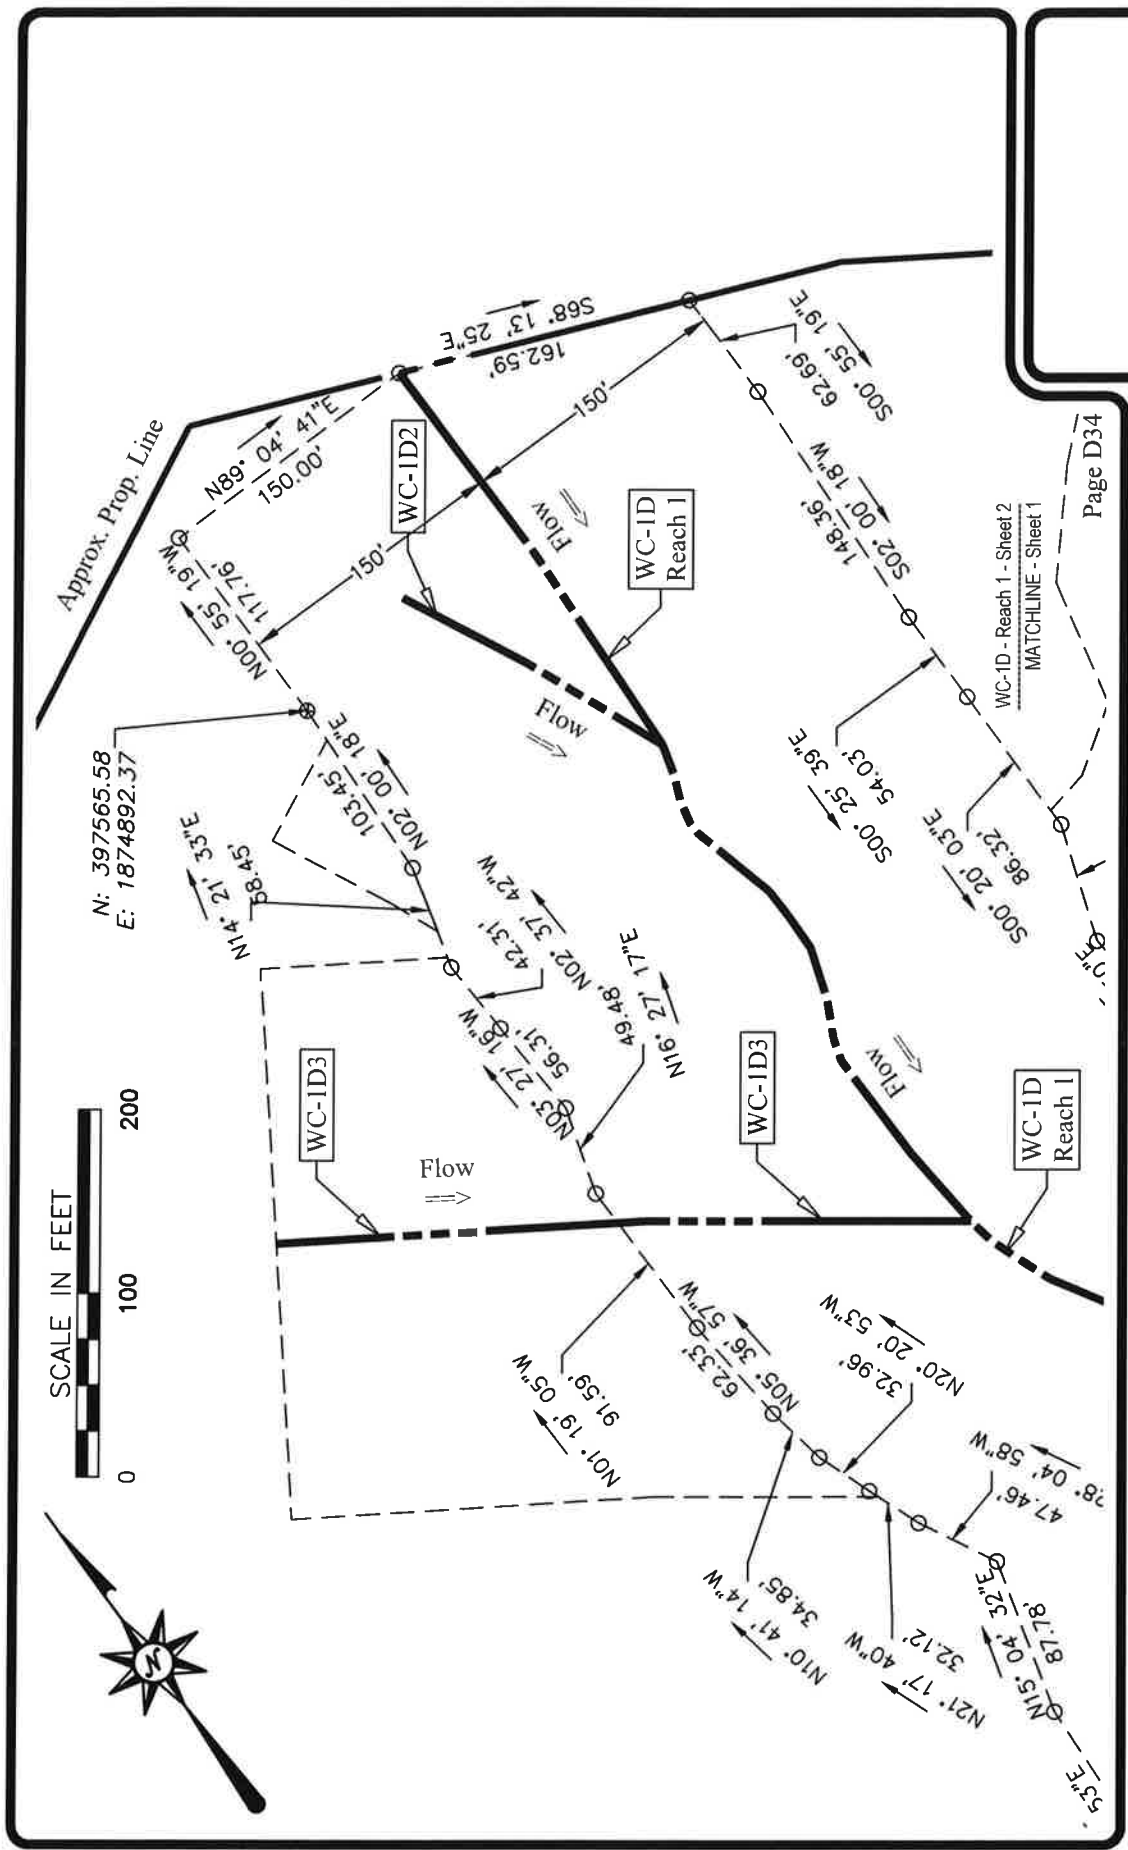 SCALE IN FEET
0
100
200
N
N: 397565.58
E: 1874892.37
Approx. Prop. Line
N00° 55' 19"W
117.76'
N89° 04' 41"E
150.00'
S68° 13' 25"E
162.59'
150'
150'
WC-1D2
Flow
WC-1D
Reach 1
Flow
62.69'
S00° 55' 19"E
148.36'
S02° 00' 18"W
S00° 25' 39"E
54.03'
S00° 20' 03"E
86.32'
0"E
WC-1D - Reach 1 - Sheet 2
MATCHLINE - Sheet 1
Page D34
N14° 21' 33"E
58.45'
103.45'
N02° 00' 18"E
42.31'
N02° 37' 42"W
N03° 27' 16"W
56.31'
49.48'
N16° 27' 17"E
WC-1D3
Flow
WC-1D3
Flow
WC-1D
Reach 1
N01° 19' 05"W
91.59'
62.33'
N05° 36' 57"W
32.96'
N20° 20' 53"W
N10° 41' 14"W
34.85'
N21° 17' 40"W
32.12'
47.46'
28° 04' 58"W
N15° 04' 32"E
87.78'
53"E